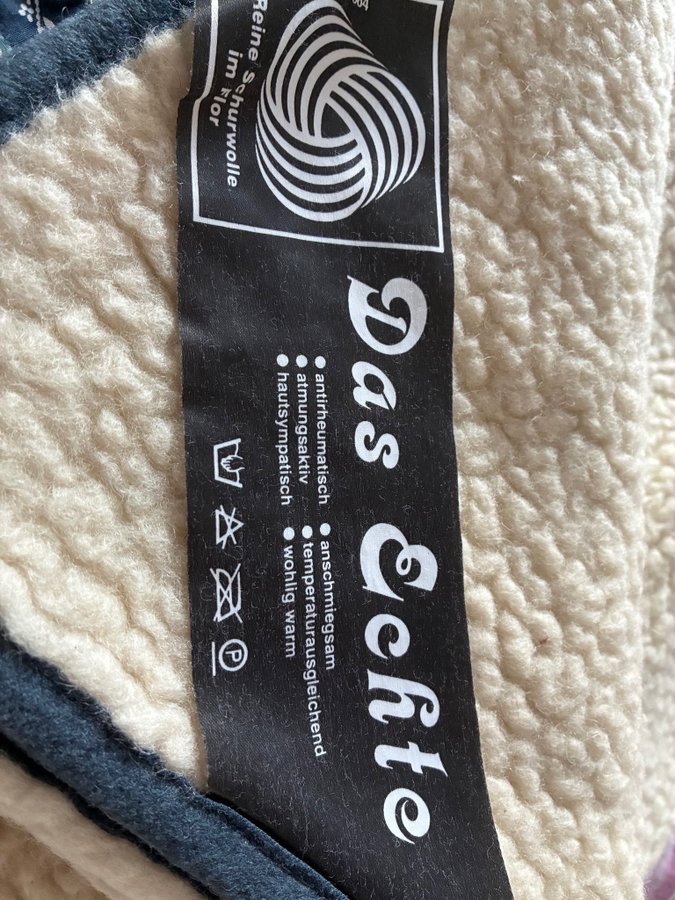 Reine Schurwolle
im Flor
Das Echte
● antirheumatisch
● atmungsaktiv
● hautsympatisch
● anschmiegsam
● temperaturausgleichend
● wohlig warm
P